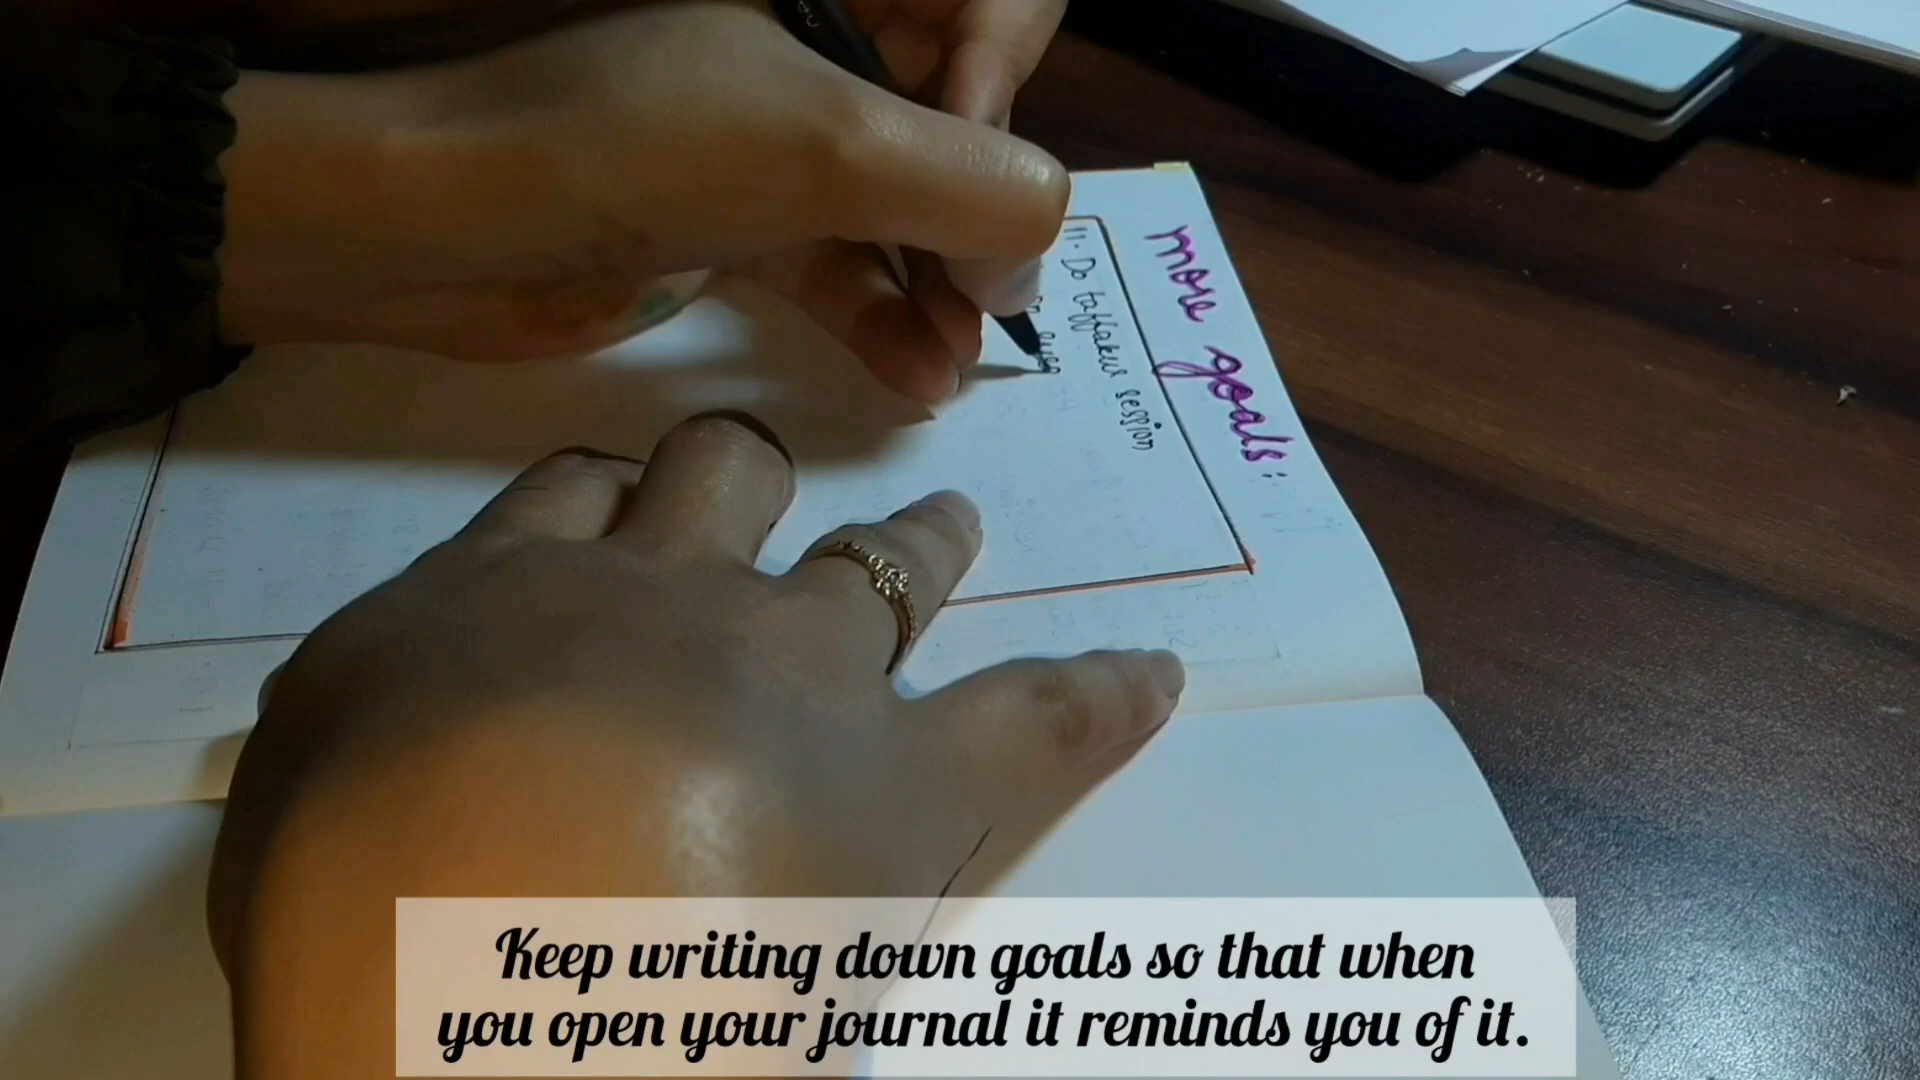 more goals:
11. Do taffakur session
Keep writing down goals so that when
you open your journal it reminds you of it.